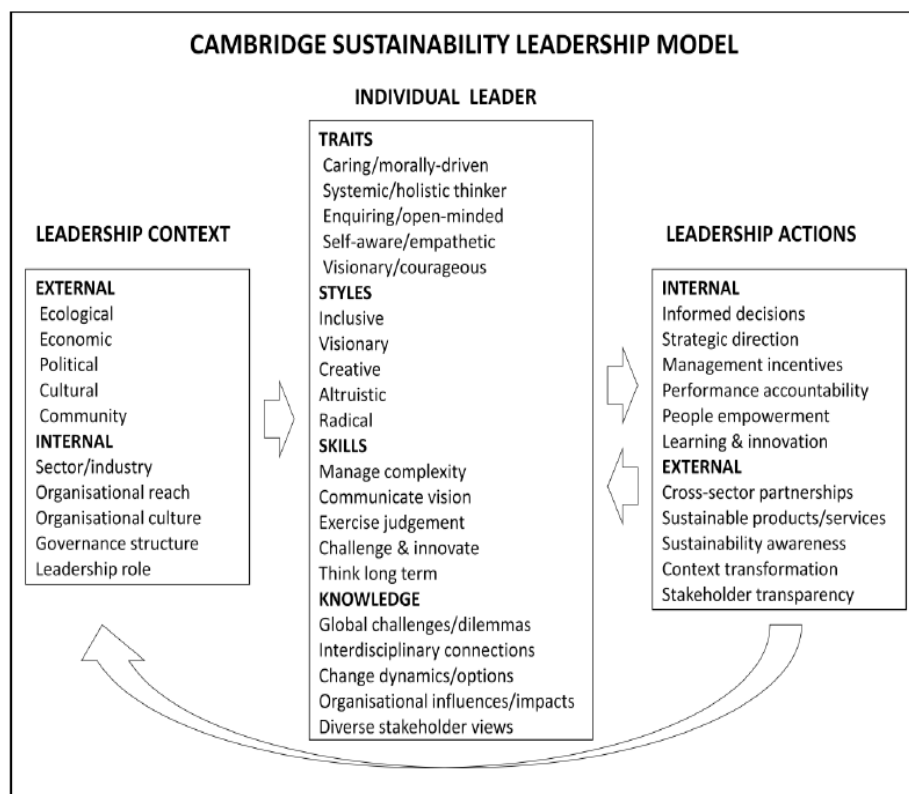 CAMBRIDGE SUSTAINABILITY LEADERSHIP MODEL
LEADERSHIP CONTEXT
EXTERNAL
Ecological
Economic
Political
Cultural
Community
INTERNAL
Sector/industry
Organisational reach
Organisational culture
Governance structure
Leadership role
INDIVIDUAL LEADER
TRAITS
Caring/morally-driven
Systemic/holistic thinker
Enquiring/open-minded
Self-aware/empathetic
Visionary/courageous
STYLES
Inclusive
Visionary
Creative
Altruistic
Radical
SKILLS
Manage complexity
Communicate vision
Exercise judgement
Challenge & innovate
Think long term
KNOWLEDGE
Global challenges/dilemmas
Interdisciplinary connections
Change dynamics/options
Organisational influences/impacts
Diverse stakeholder views
LEADERSHIP ACTIONS
INTERNAL
Informed decisions
Strategic direction
Management incentives
Performance accountability
People empowerment
Learning & innovation
EXTERNAL
Cross-sector partnerships
Sustainable products/services
Sustainability awareness
Context transformation
Stakeholder transparency